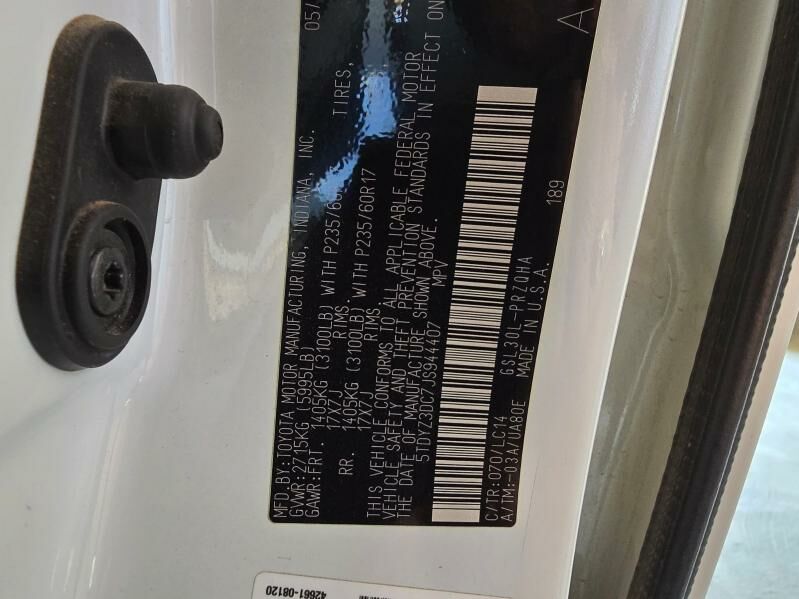 MFD.BY:TOYOTA MOTOR MANUFACTURING, INDIANA, INC. 05/
GVWR:2715KG (5995LB)
GAWR:FRT. 1405KG (3100LB) WITH P235/60R17 TIRES,
17X7J RIMS.
RR. 1405KG (3100LB) WITH P235/60R17
17X7J RIMS
THIS VEHICLE CONFORMS TO ALL APPLICABLE FEDERAL MOTOR
VEHICLE SAFETY AND THEFT PREVENTION STANDARDS IN EFFECT ON
THE DATE OF MANUFACTURE SHOWN ABOVE.
5TDYZ3DC7JS944407 MPV
A
189
C/TR:070/LC14 GSL30L-PRZQHA
A/TM:-03A/UA80E MADE IN U.S.A.
42661-08120